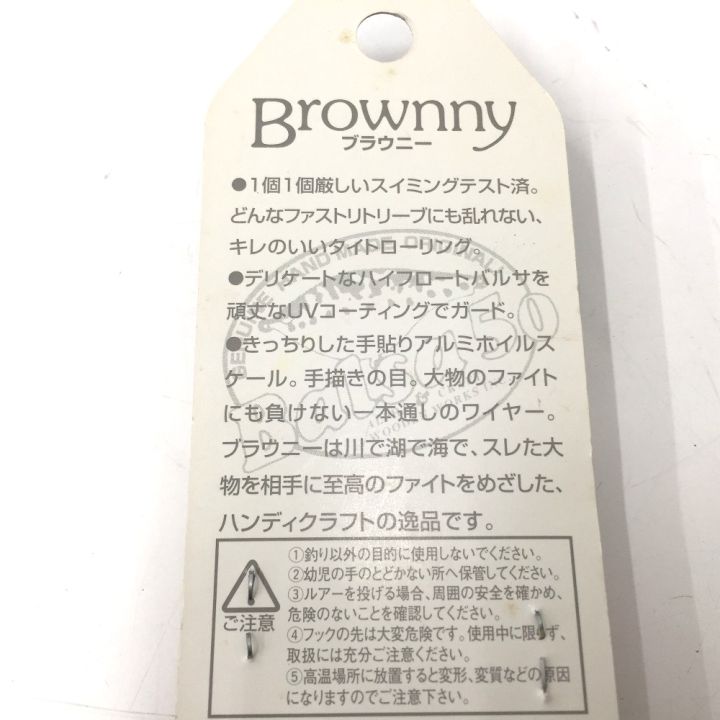 Brownny
ブラウニー
●1個1個厳しいスイミングテスト済。
どんなファストリトリーブにも乱れない、
キレのいいタイトローリング。
●デリケートなハイフロートバルサを
頑丈なUVコーティングでガード。
●きっちりした手貼りアルミホイルス
ケール。手描きの目。大物のファイト
にも負けない一本通しのワイヤー。
ブラウニーは川で湖で海で、スレた大
物を相手に至高のファイトをめざした、
ハンディクラフトの逸品です。
Balsa50
ご注意
①釣り以外の目的に使用しないでください。
②幼児の手のとどかない所へ保管してください。
③ルアーを投げる場合、周囲の安全を確かめ、
危険のないことを確認してください。
④フックの先は大変危険です。使用中に限らず、
取扱には充分ご注意ください。
⑤高温場所に放置すると変形、変質などの原因
になりますのでご注意下さい。